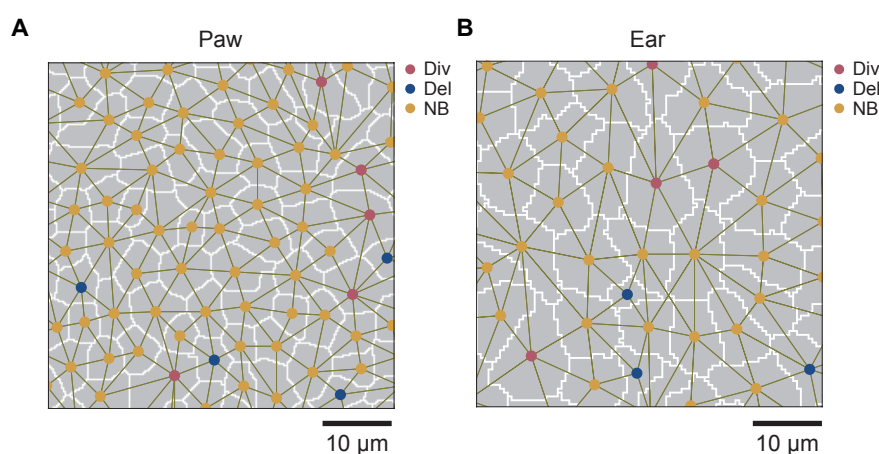 A
Paw
Div
Del
NB
10 μm
B
Ear
Div
Del
NB
10 μm